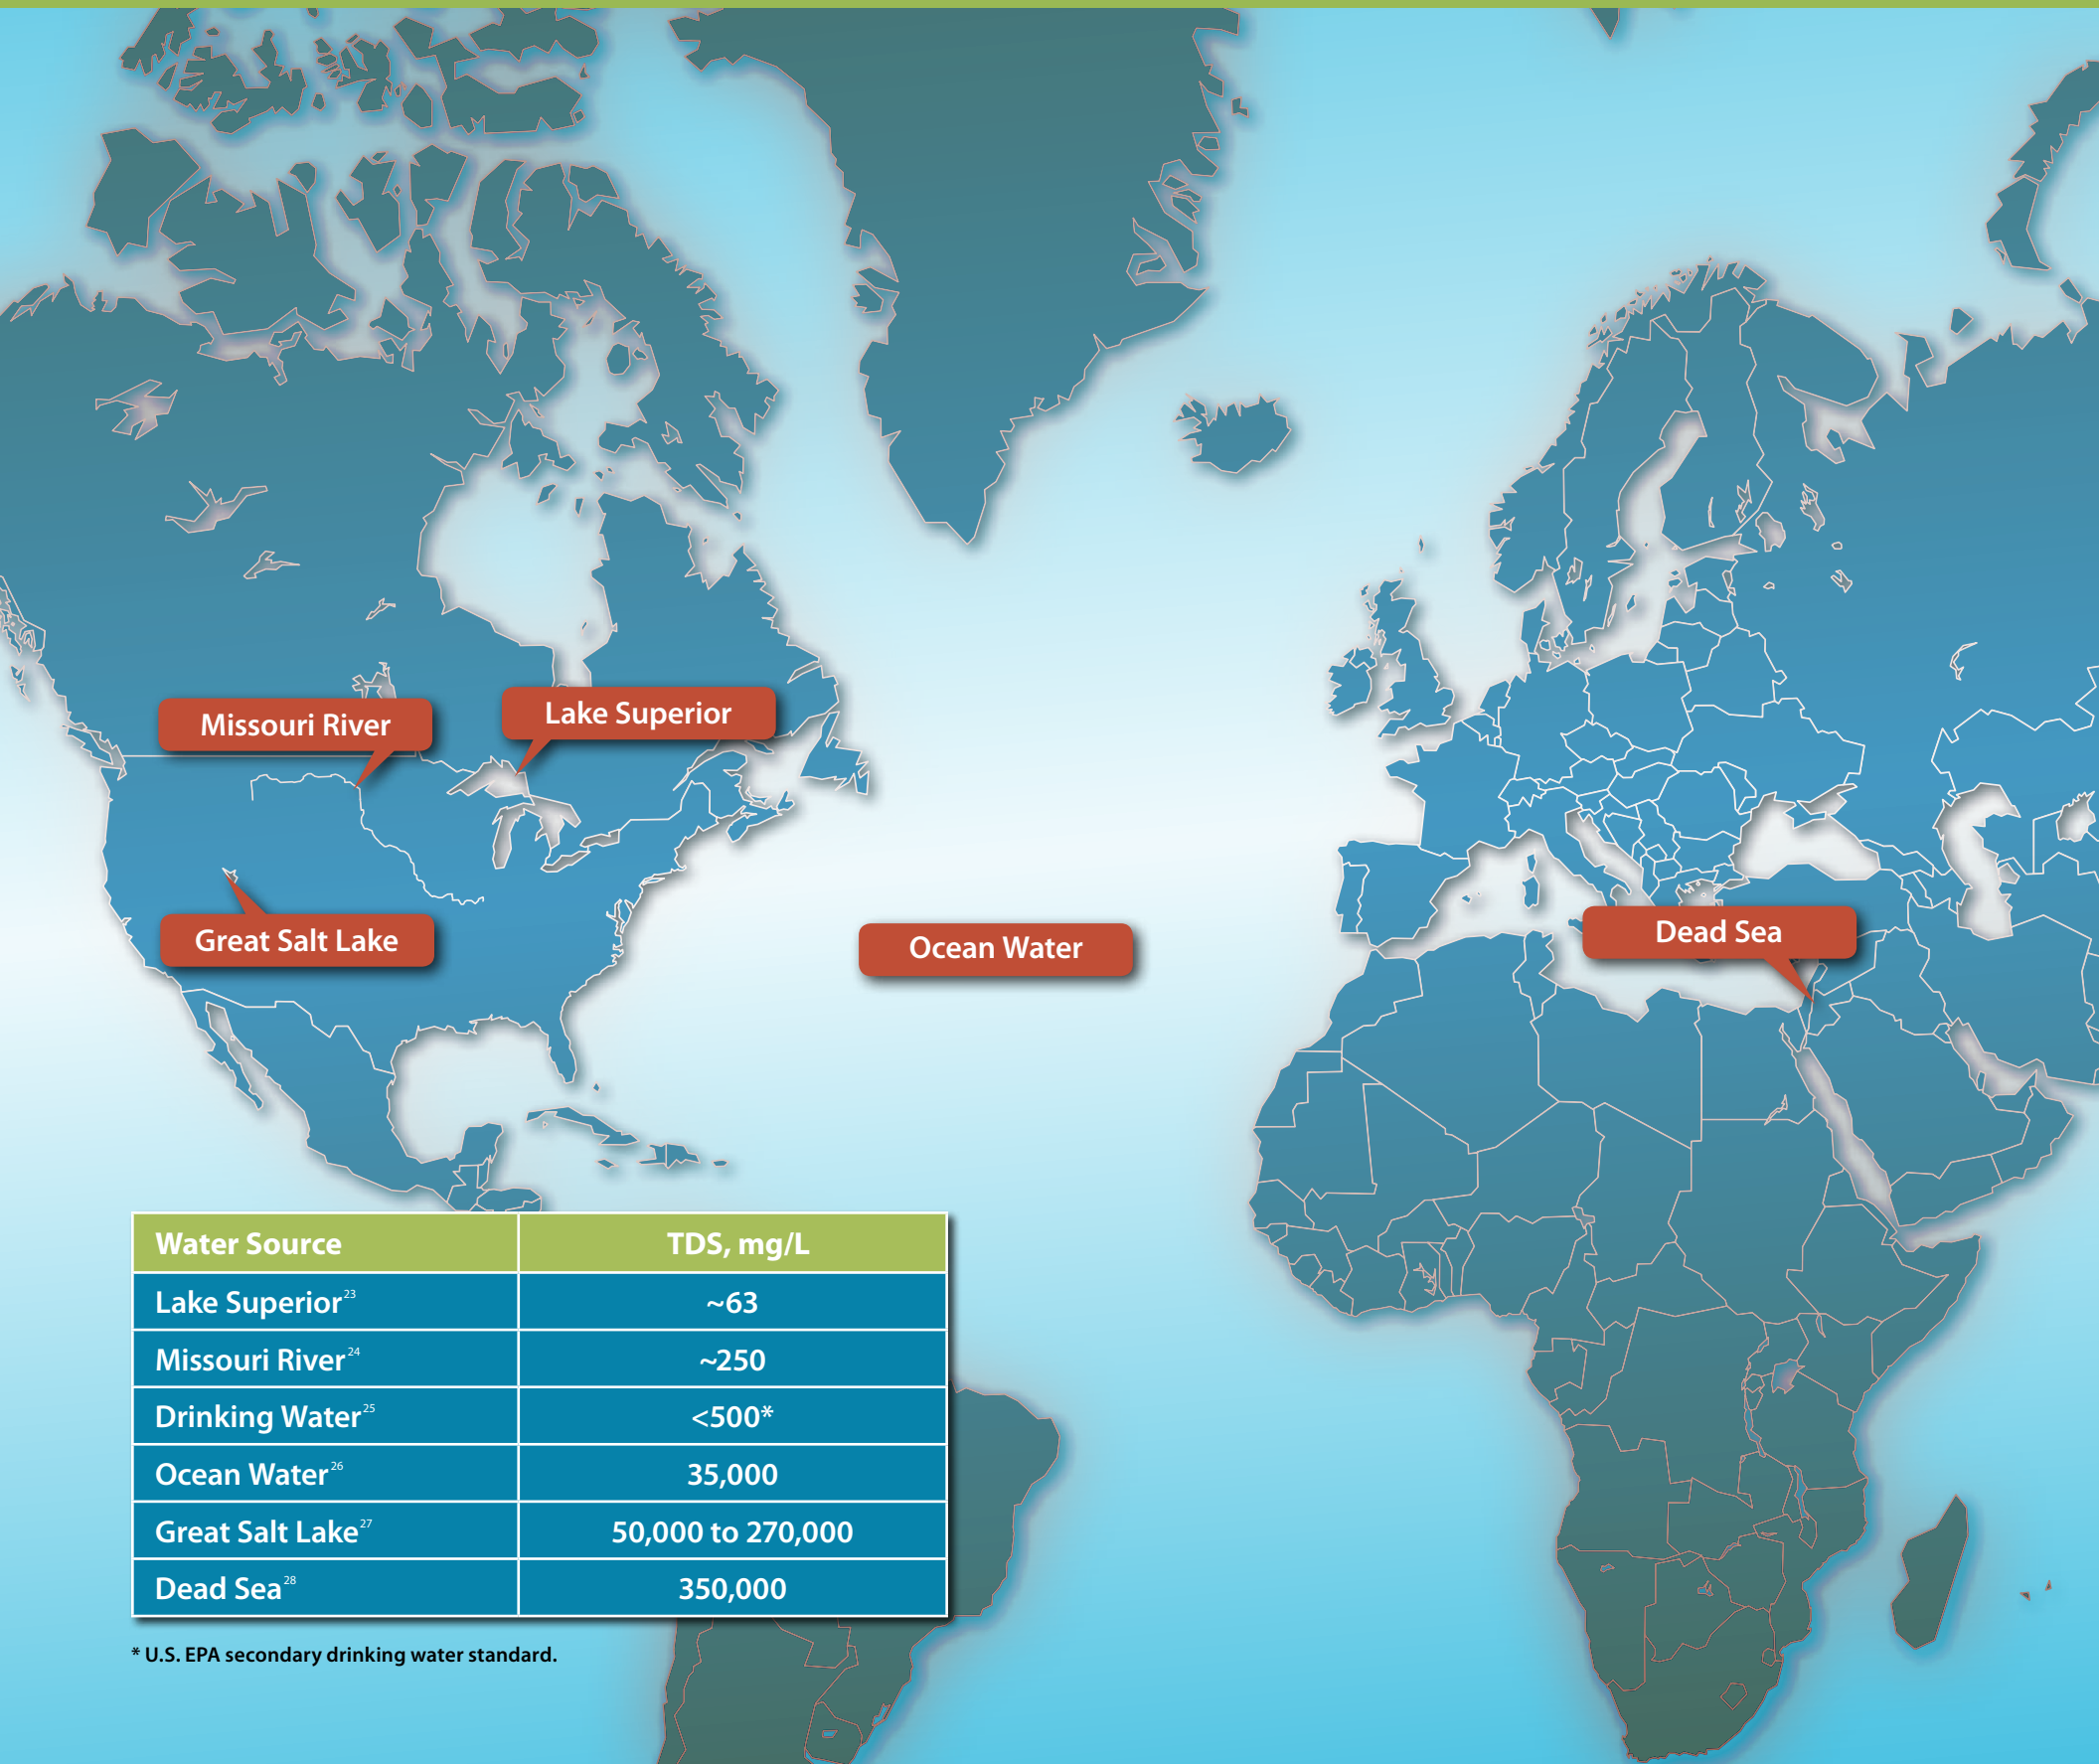 Missouri River
Lake Superior
Great Salt Lake
Ocean Water
Dead Sea
Water Source TDS, mg/L
Lake Superior23 ~63
Missouri River24 ~250
Drinking Water25 <500*
Ocean Water26 35,000
Great Salt Lake27 50,000 to 270,000
Dead Sea28 350,000
* U.S. EPA secondary drinking water standard.